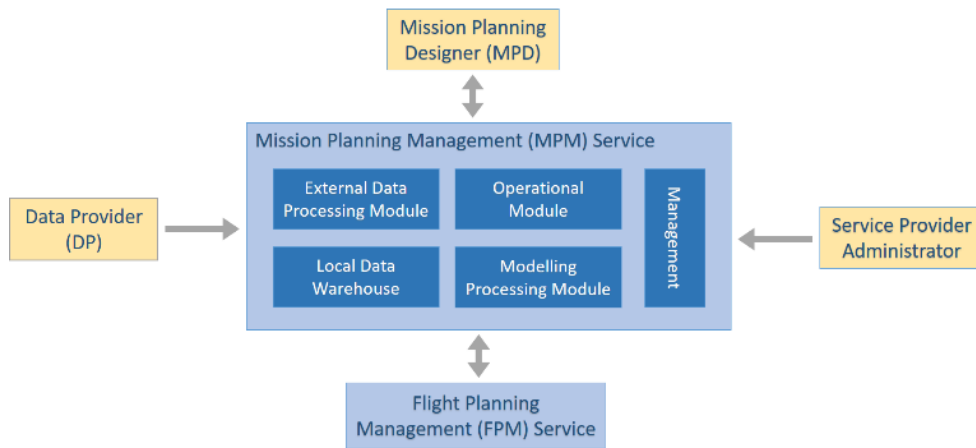 Mission Planning
Designer (MPD)
Mission Planning Management (MPM) Service
External Data
Processing Module
Operational
Module
Management
Local Data
Warehouse
Modelling
Processing Module
Data Provider
(DP)
Service Provider
Administrator
Flight Planning
Management (FPM) Service